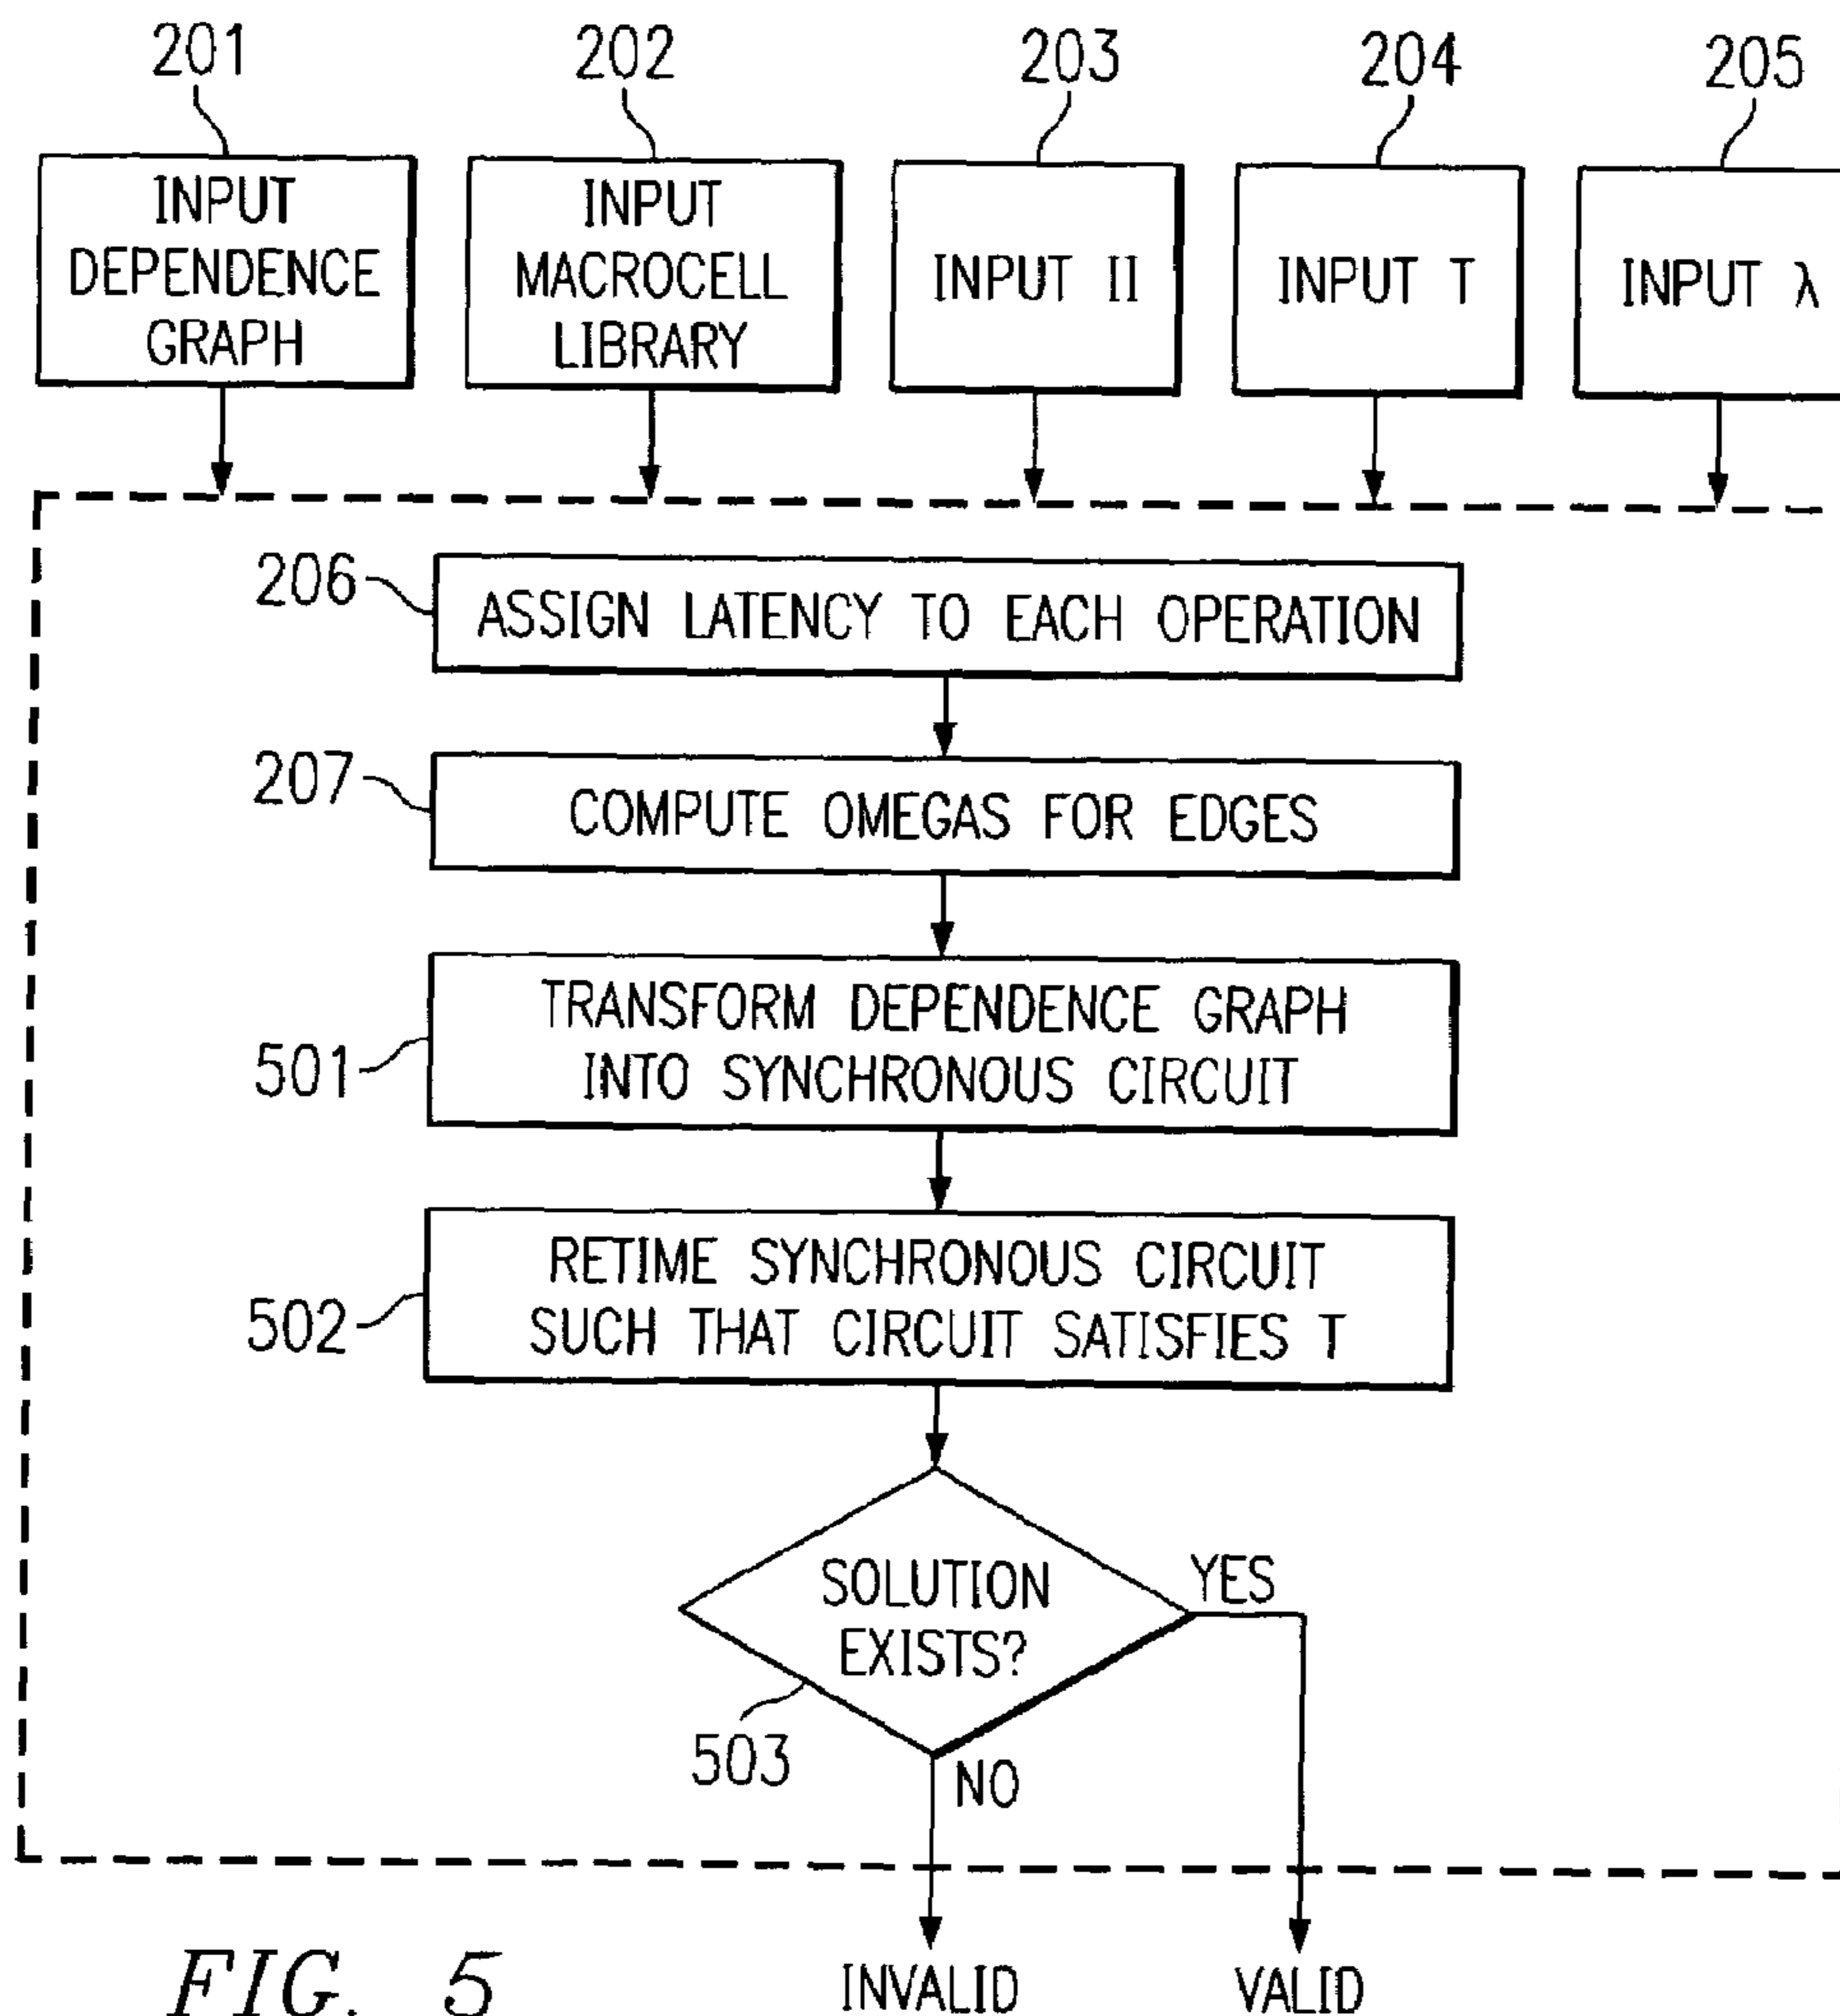 201
202
203
204
205
INPUT
DEPENDENCE
GRAPH
INPUT
MACROCELL
LIBRARY
INPUT II
INPUT T
INPUT λ
206
ASSIGN LATENCY TO EACH OPERATION
207
COMPUTE OMEGAS FOR EDGES
501
TRANSFORM DEPENDENCE GRAPH
INTO SYNCHRONOUS CIRCUIT
502
RETIME SYNCHRONOUS CIRCUIT
SUCH THAT CIRCUIT SATISFIES T
SOLUTION
EXISTS?
YES
503
NO
INVALID
VALID
FIG. 5